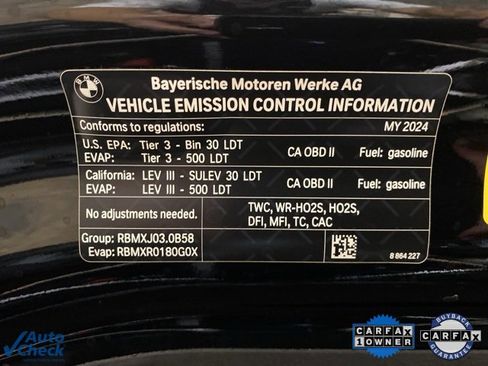 BMW
Bayerische Motoren Werke AG
VEHICLE EMISSION CONTROL INFORMATION
Conforms to regulations: MY 2024
U.S. EPA: Tier 3 - Bin 30 LDT CA OBD II Fuel: gasoline
EVAP: Tier 3 - 500 LDT
California: LEV III - SULEV 30 LDT CA OBD II Fuel: gasoline
EVAP: LEV III - 500 LDT
No adjustments needed. TWC, WR-HO2S, HO2S,
DFI, MFI, TC, CAC
Group: RBMXJ03.0B58
Evap: RBMXR0180G0X
8 864 227
Auto
Check
CARFAX
1 OWNER
BUYBACK
CARFAX
GUARANTEE